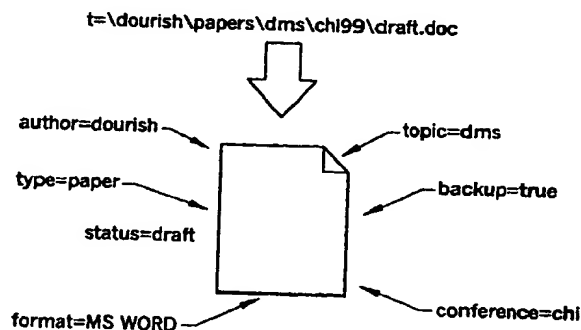 t=\dourish\papers\dms\chi99\draft.doc
author=dourish
topic=dms
type=paper
backup=true
status=draft
format=MS WORD
conference=chi